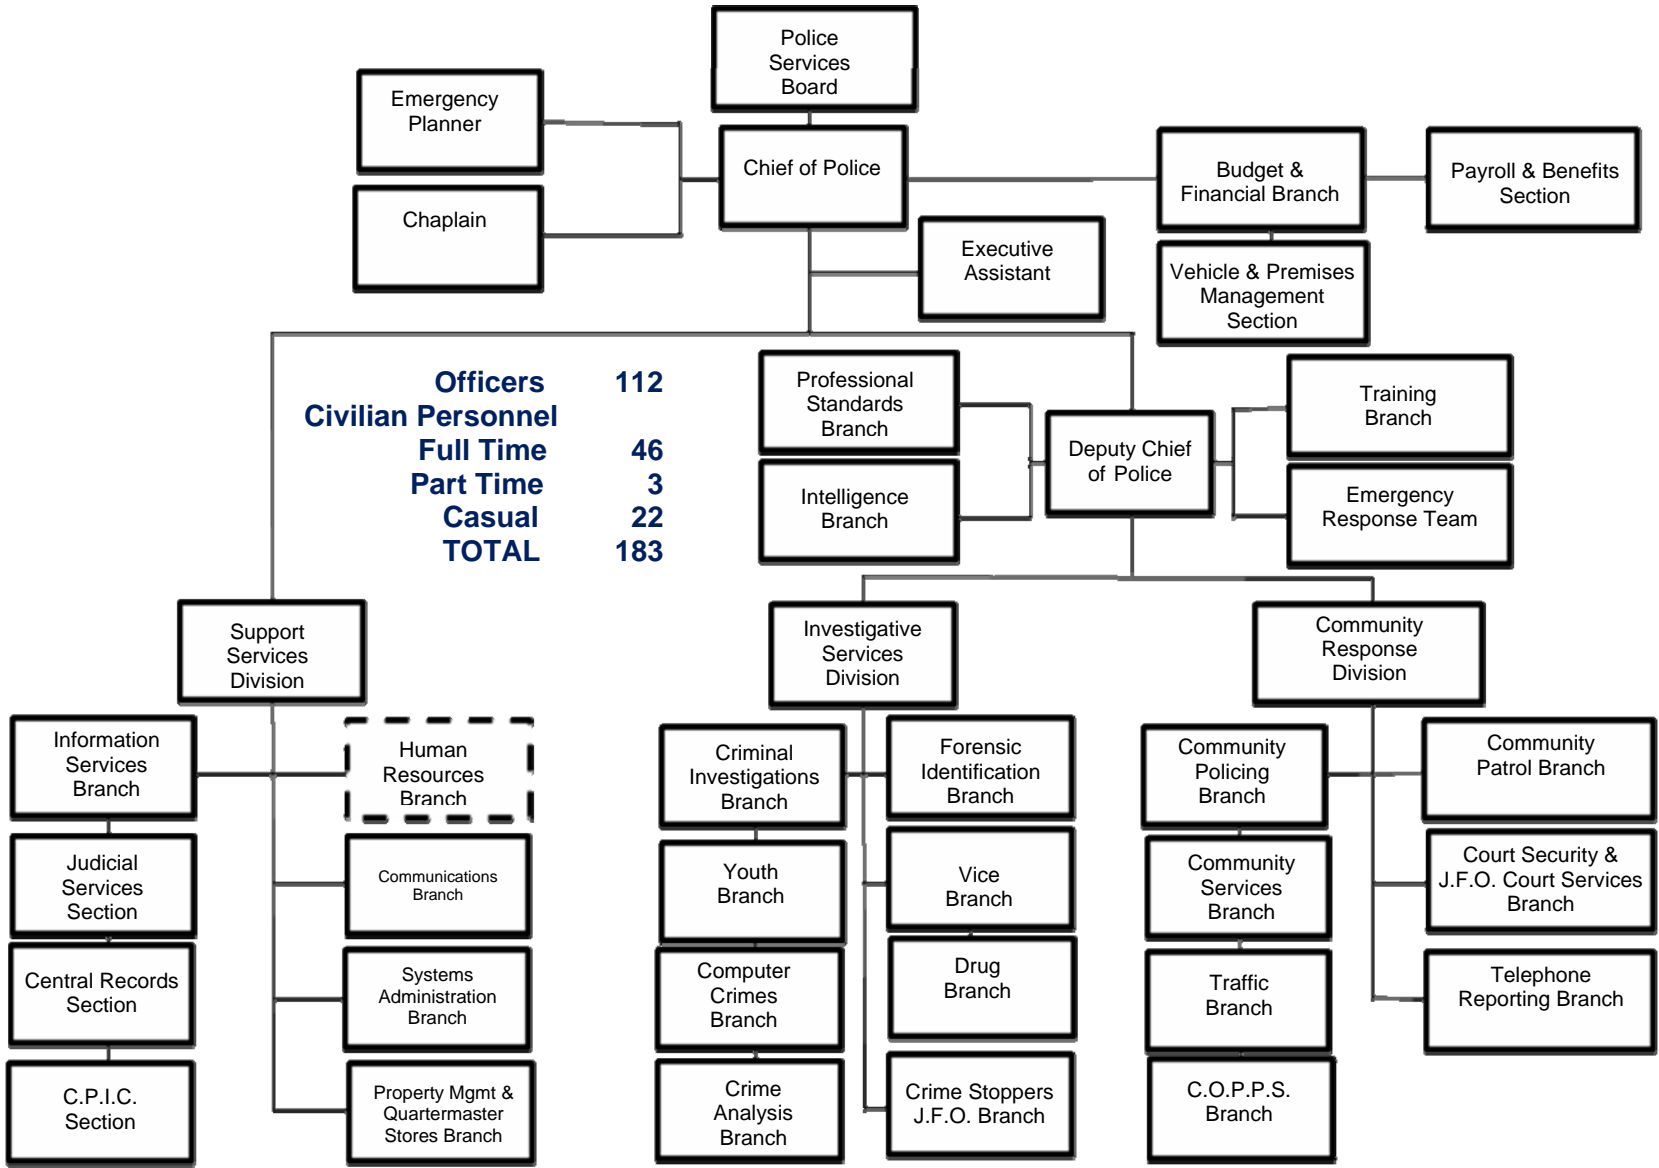 Police
Services
Board
Emergency
Planner
Chief of Police
Budget &
Financial Branch
Payroll & Benefits
Section
Chaplain
Executive
Assistant
Vehicle & Premises
Management
Section
Officers 112
Civilian Personnel
Full Time 46
Part Time 3
Casual 22
TOTAL 183
Professional
Standards
Branch
Training
Branch
Deputy Chief
of Police
Intelligence
Branch
Emergency
Response Team
Support
Services
Division
Investigative
Services
Division
Community
Response
Division
Information
Services
Branch
Human
Resources
Branch
Judicial
Services
Section
Communications
Branch
Central Records
Section
Systems
Administration
Branch
C.P.I.C.
Section
Property Mgmt &
Quartermaster
Stores Branch
Criminal
Investigations
Branch
Forensic
Identification
Branch
Youth
Branch
Vice
Branch
Computer
Crimes
Branch
Drug
Branch
Crime
Analysis
Branch
Crime Stoppers
J.F.O. Branch
Community
Policing
Branch
Community
Patrol Branch
Community
Services
Branch
Court Security &
J.F.O. Court Services
Branch
Traffic
Branch
Telephone
Reporting Branch
C.O.P.P.S.
Branch